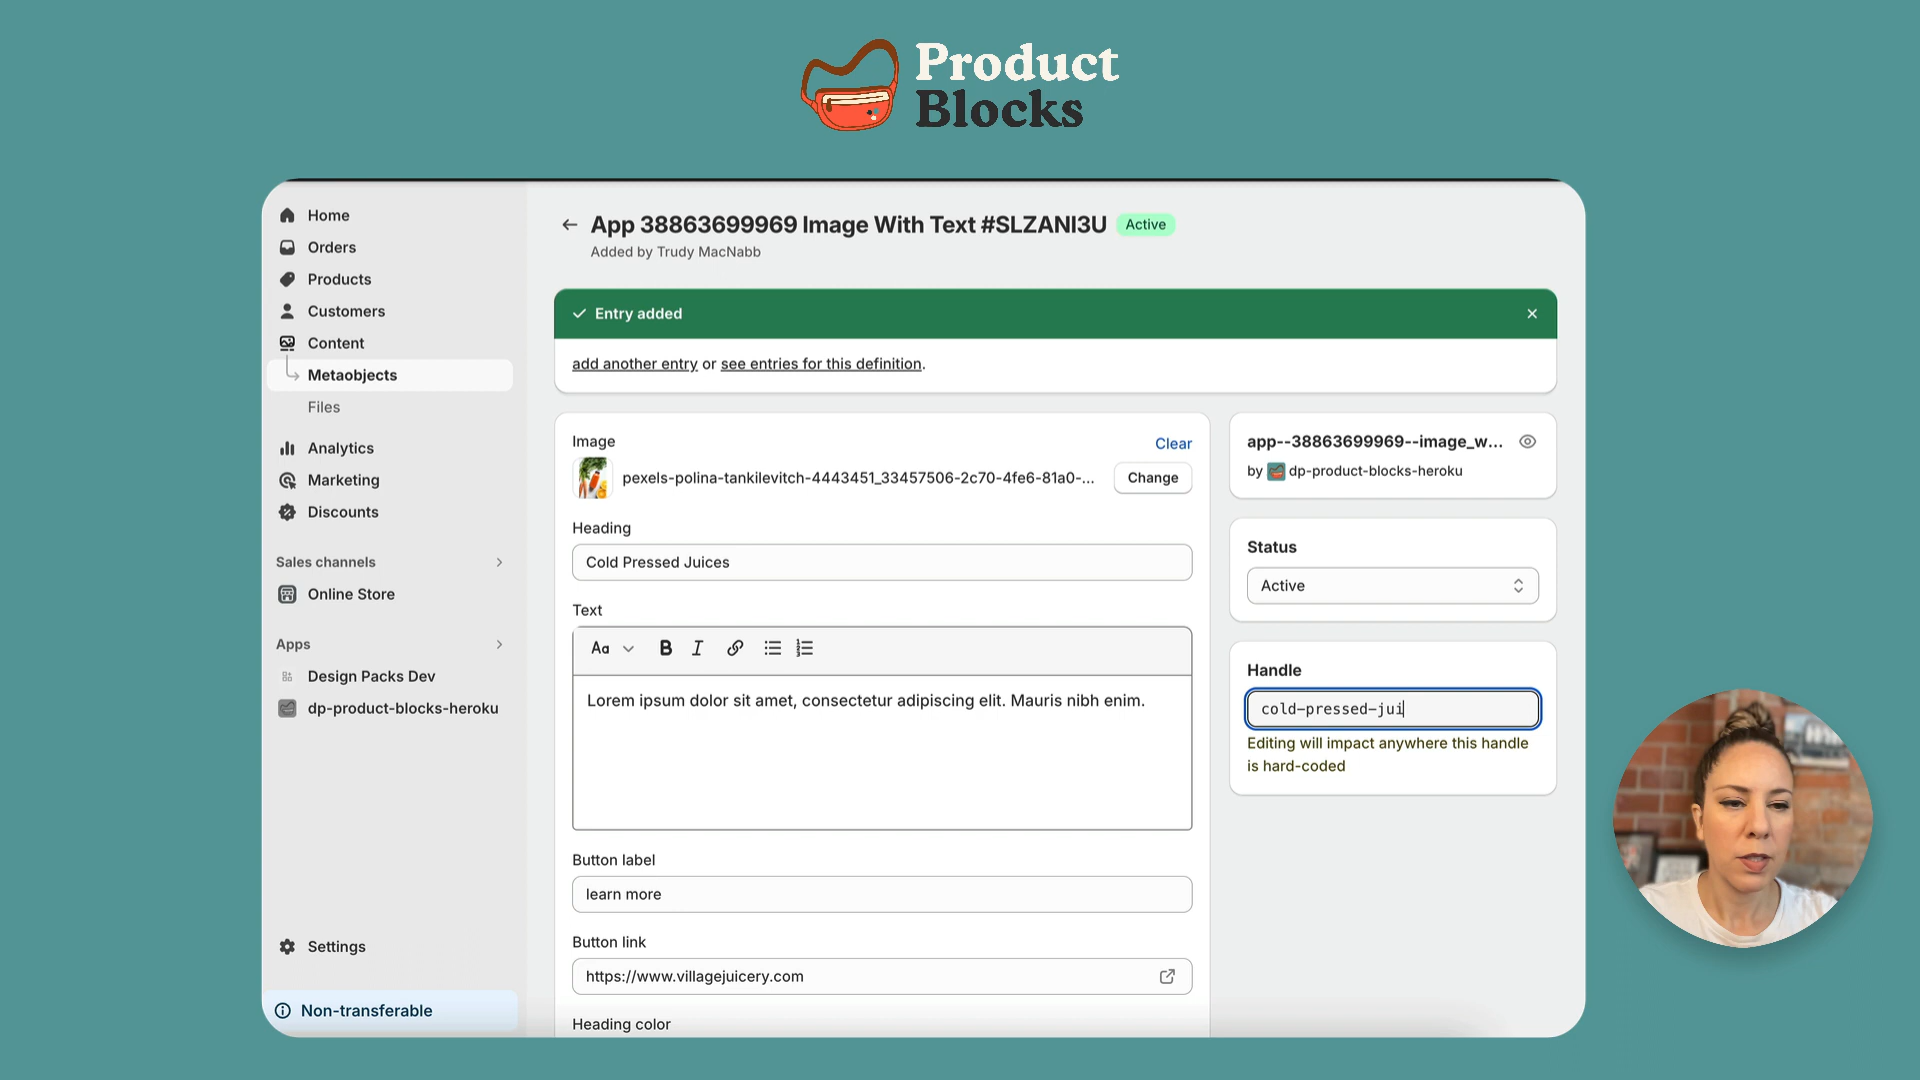 Product
Blocks
Home
Orders
Products
Customers
Content
Metaobjects
Files
Analytics
Marketing
Discounts
Sales channels
Online Store
Apps
Design Packs Dev
dp-product-blocks-heroku
Settings
Non-transferable
App 38863699969 Image With Text #SLZANI3U Active
Added by Trudy MacNabb
Entry added
add another entry or see entries for this definition.
Image
Clear
pexels-polina-tankilevitch-4443451_33457506-2c70-4fe6-81a0-...
Change
Heading
Cold Pressed Juices
Text
Aa B I
Lorem ipsum dolor sit amet, consectetur adipiscing elit. Mauris nibh enim.
Button label
learn more
Button link
https://www.villagejuicery.com
Heading color
app--38863699969--image_w...
by dp-product-blocks-heroku
Status
Active
Handle
cold-pressed-jui
Editing will impact anywhere this handle
is hard-coded